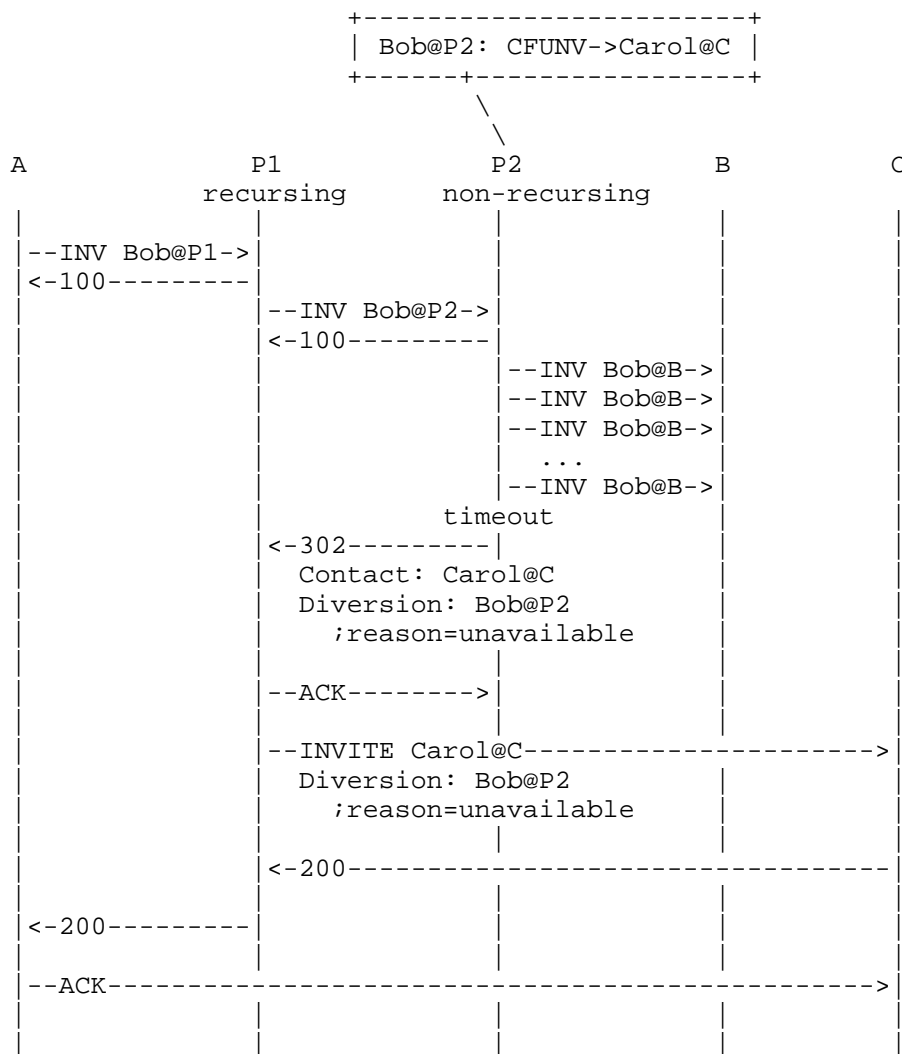 Bob@P2: CFUNV->Carol@C
A P1 P2 B C
recursing non-recursing
--INV Bob@P1->
<-100---------
--INV Bob@P2->
<-100---------
--INV Bob@B->
--INV Bob@B->
--INV Bob@B->
...
--INV Bob@B->
timeout
<-302---------
Contact: Carol@C
Diversion: Bob@P2
;reason=unavailable
--ACK-------->
--INVITE Carol@C--------------------->
Diversion: Bob@P2
;reason=unavailable
<-200---------------------------------
<-200---------
--ACK------------------------------------------------>